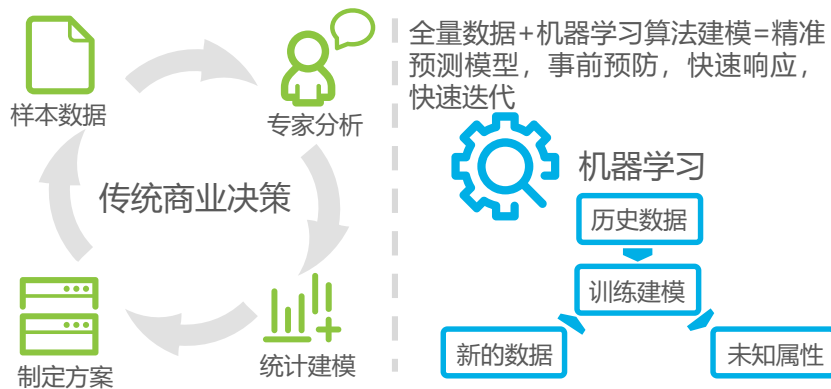 样本数据
专家分析
传统商业决策
制定方案
统计建模
全量数据+机器学习算法建模=精准
预测模型，事前预防，快速响应，
快速迭代
机器学习
历史数据
训练建模
新的数据
未知属性